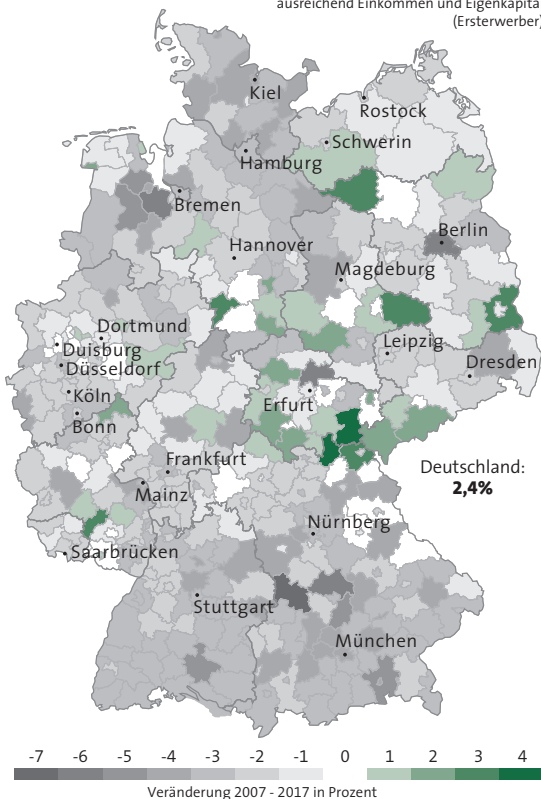 ausreichend Einkommen und Eigenkapital
(Ersterwerber)
Kiel
Rostock
Schwerin
Hamburg
Bremen
Berlin
Hannover
Magdeburg
Dortmund
Duisburg
Leipzig
Düsseldorf
Dresden
Köln
Erfurt
Bonn
Frankfurt
Deutschland:
Mainz
2,4%
Nürnberg
Saarbrücken
Stuttgart
München
-7 -6 -5 -4 -3 -2 -1 0 1 2 3 4
Veränderung 2007 - 2017 in Prozent